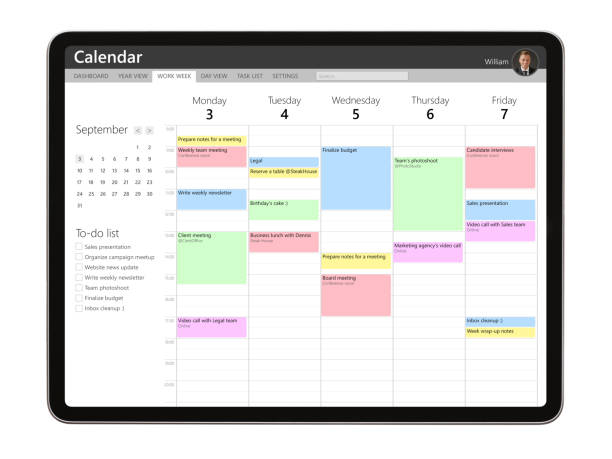 Calendar
William
DASHBOARD YEAR VIEW WORK WEEK DAY VIEW TASK LIST SETTINGS
Monday Tuesday Wednesday Thursday Friday
3 4 5 6 7
September < >
1 2
3 4 5 6 7 8 9
10 11 12 13 14 15 16
17 18 19 20 21 22 23
24 25 26 27 28 29 30
31
To-do list
Sales presentation
Organize campaign meetup
Website news update
Write weekly newsletter
Team photoshoot
Finalize budget
Inbox cleanup :)
Prepare notes for a meeting
Weekly team meeting
Conference room
Write weekly newsletter
Client meeting
@ClientOffice
Video call with Legal team
Online
Legal
Reserve a table @SteakHouse
Birthday's cake :)
Business lunch with Dennis
Steak House
Finalize budget
Prepare notes for a meeting
Board meeting
Conference room
Team's photoshoot
@PhotoStudio
Marketing agency's video call
Online
Candidate interviews
Conference room
Sales presentation
Video call with Sales team
Online
Inbox cleanup :)
Week wrap-up notes